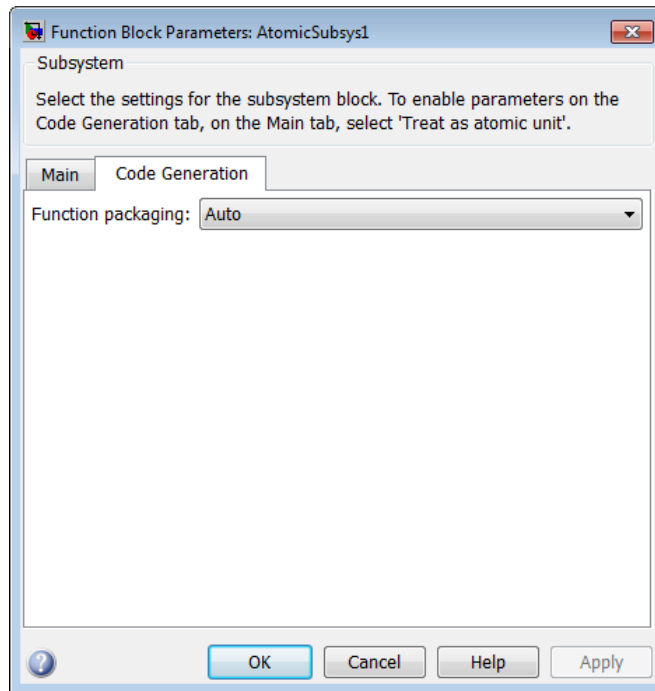 Function Block Parameters: AtomicSubsys1
Subsystem
Select the settings for the subsystem block. To enable parameters on the
Code Generation tab, on the Main tab, select 'Treat as atomic unit'.
Main Code Generation
Function packaging: Auto
OK Cancel Help Apply